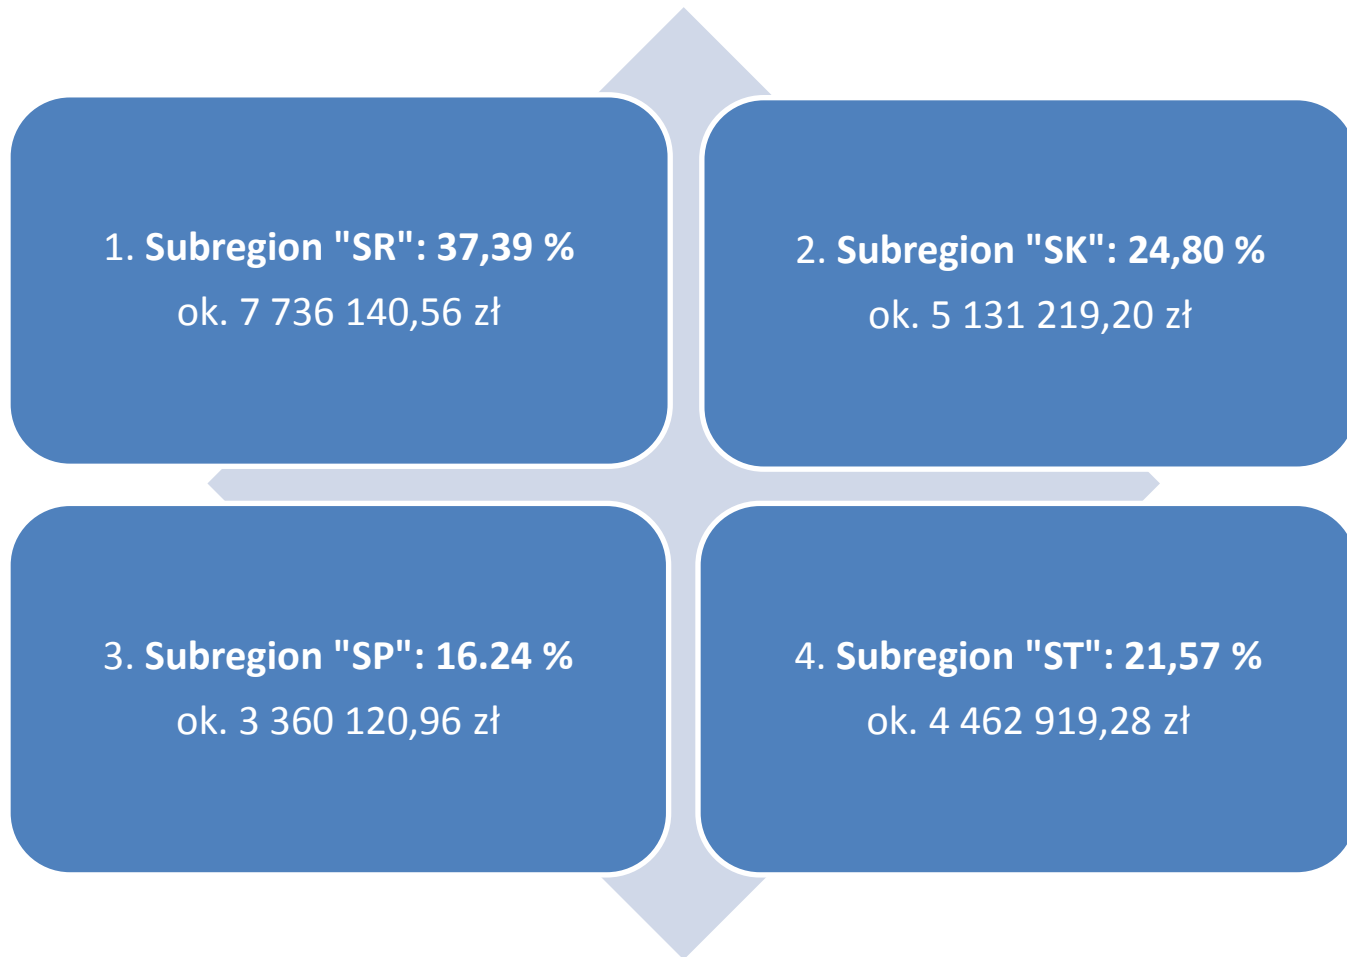 1. Subregion "SR": 37,39 %
ok. 7 736 140,56 zł
2. Subregion "SK": 24,80 %
ok. 5 131 219,20 zł
3. Subregion "SP": 16.24 %
ok. 3 360 120,96 zł
4. Subregion "ST": 21,57 %
ok. 4 462 919,28 zł